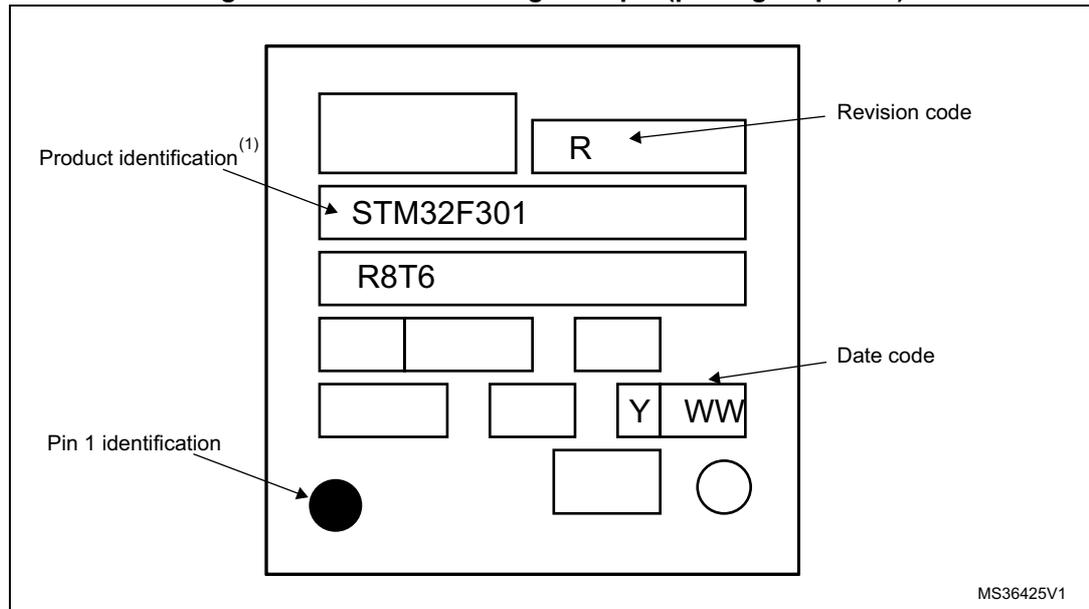 Revision code
R
Product identification(1)
STM32F301
R8T6
Date code
Y WW
Pin 1 identification
MS36425V1